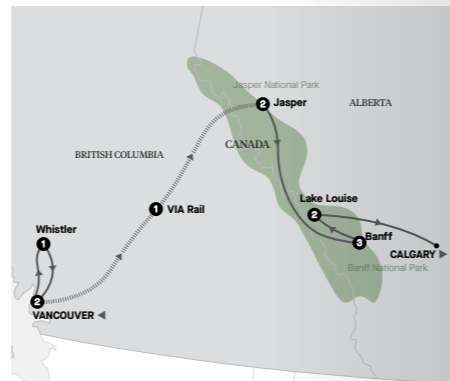 Jasper National Park
2 Jasper
ALBERTA
CANADA
BRITISH COLUMBIA
Lake Louise
2
1 VIA Rail
Whistler
1
Banff
3
CALGARY
Banff National Park
2
VANCOUVER